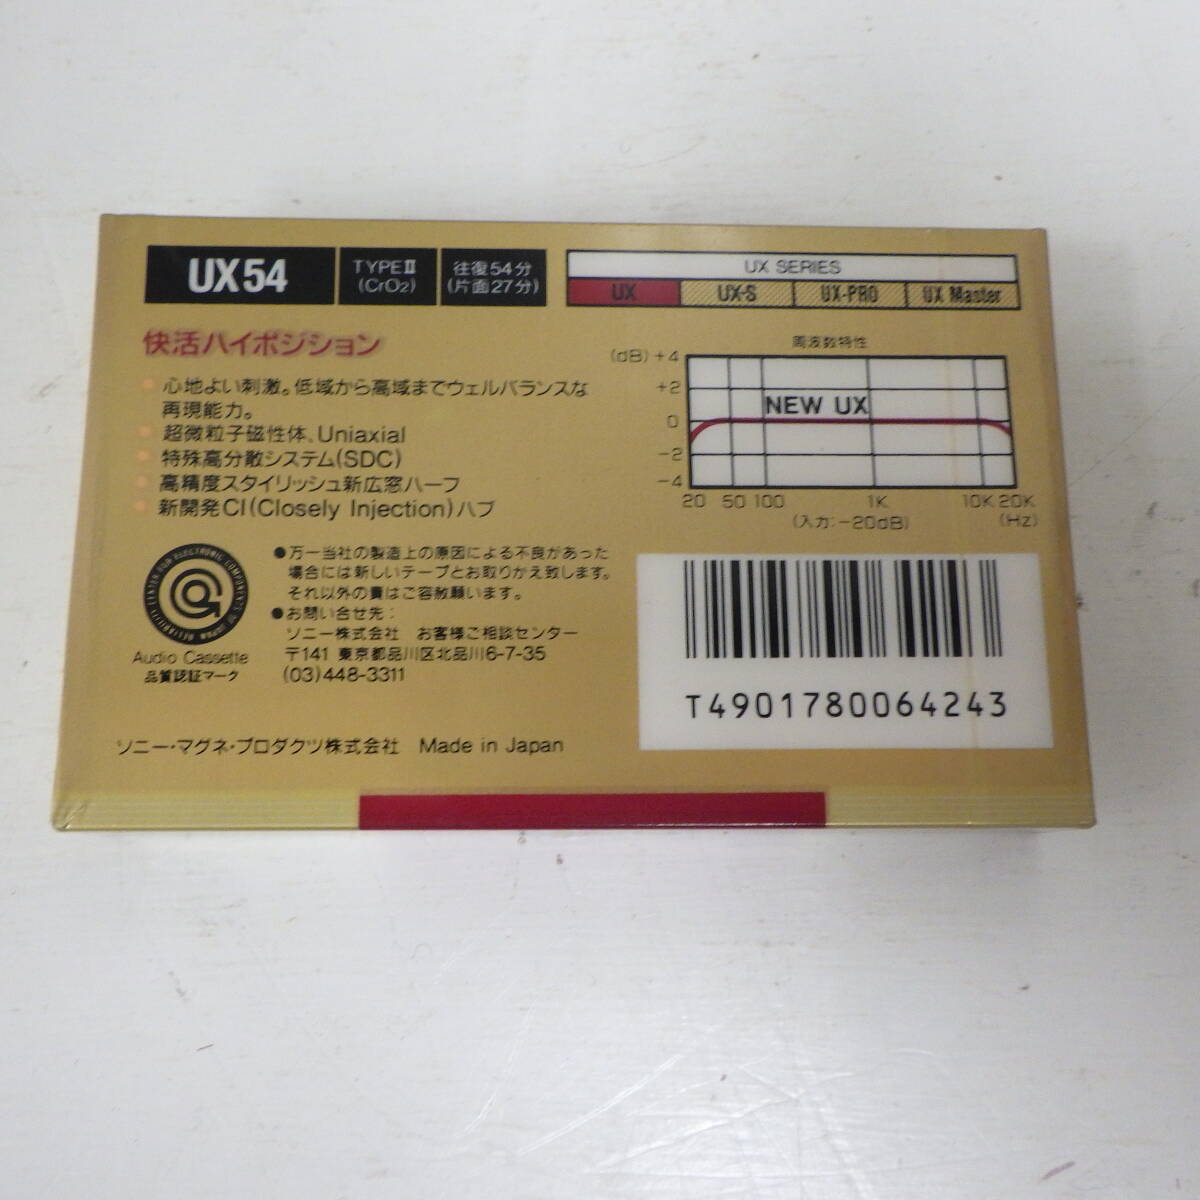 UX54
TYPEⅡ
(CrO2)
往復54分
(片面27分)
UX SERIES
UX
UX-S
UX-PRO
UX Master
快活ハイポジション
心地よい刺激。低域から高域までウェルバランスな
再現能力。
超微粒子磁性体、Uniaxial
特殊高分散システム(SDC)
高精度スタイリッシュ新広窓ハーフ
新開発CI(Closely Injection)ハブ
周波数特性
(dB) +4
+2
0
-2
-4
NEW UX
20 50 100 1K 10K 20K
(入力:-20dB) (Hz)
RELIABILITY CENTER FOR ELECTRONIC COMPONENTS OF JAPAN
Audio Cassette
品質認証マーク
●万一当社の製造上の原因による不良があった
場合には新しいテープとお取りかえ致します。
それ以外の責はご容赦願います。
●お問い合せ先:
ソニー株式会社 お客様ご相談センター
〒141 東京都品川区北品川6-7-35
(03)448-3311
T4901780064243
ソニー・マグネ・プロダクツ株式会社 Made in Japan